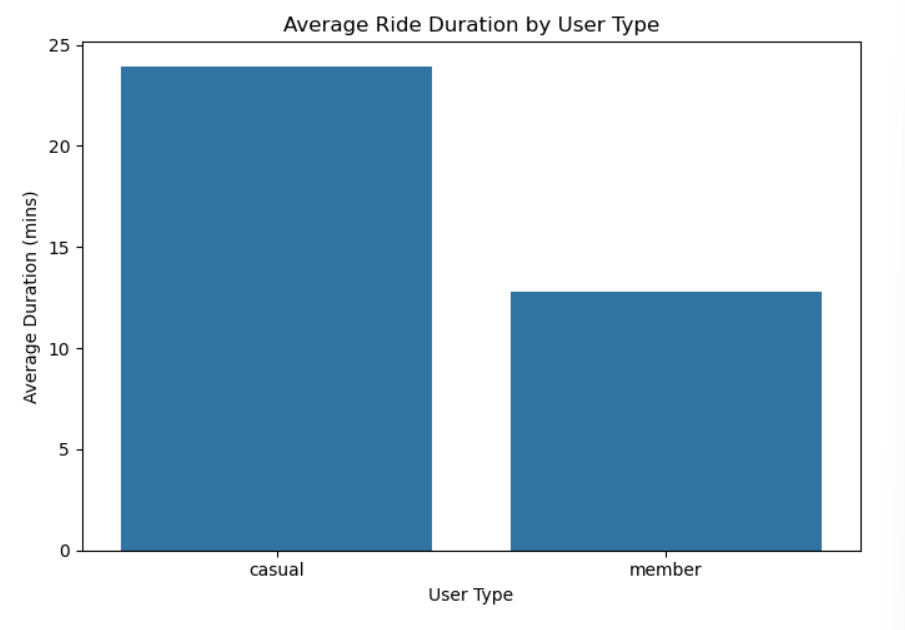 Average Ride Duration by User Type
25
20
15
10
5
0
Average Duration (mins)
casual member
User Type